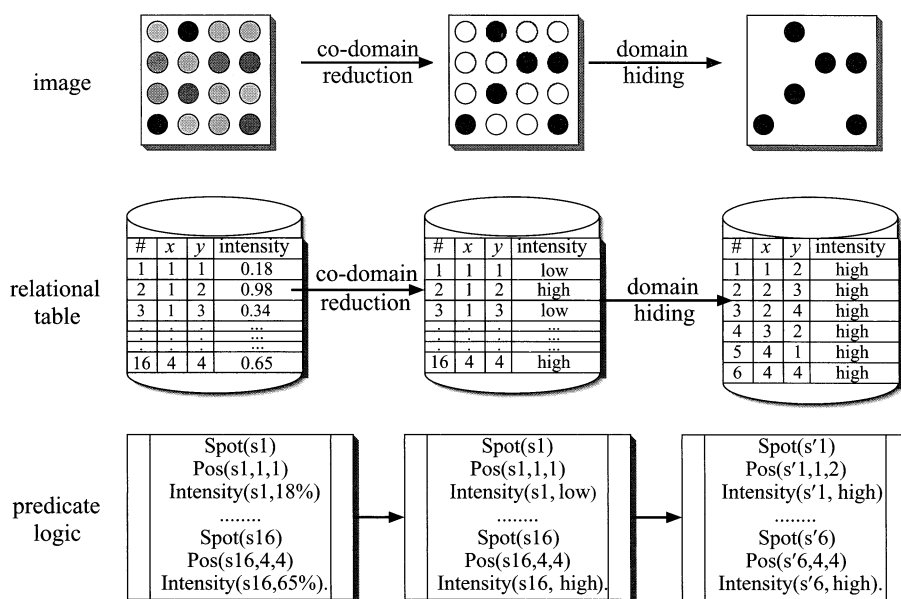 image
co-domain
reduction
domain
hiding
relational
table
# x y intensity
1 1 1 0.18
2 1 2 0.98
3 1 3 0.34
. . . ...
. . . ...
16 4 4 0.65
co-domain
reduction
# x y intensity
1 1 1 low
2 1 2 high
3 1 3 low
. . . ...
. . . ...
16 4 4 high
domain
hiding
# x y intensity
1 1 2 high
2 2 3 high
3 2 4 high
4 3 2 high
5 4 1 high
6 4 4 high
predicate
logic
Spot(s1)
Pos(s1,1,1)
Intensity(s1,18%)
........
Spot(s16)
Pos(s16,4,4)
Intensity(s16,65%).
Spot(s1)
Pos(s1,1,1)
Intensity(s1, low)
........
Spot(s16)
Pos(s16,4,4)
Intensity(s16, high).
Spot(s'1)
Pos(s'1,1,2)
Intensity(s'1, high)
........
Spot(s'6)
Pos(s'6,4,4)
Intensity(s'6, high).